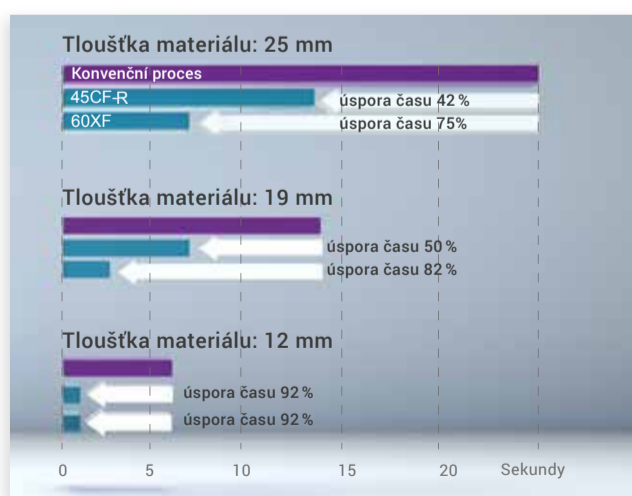 Tloušťka materiálu: 25 mm
Konvenční proces
45CF-R
úspora času 42 %
60XF
úspora času 75%
Tloušťka materiálu: 19 mm
úspora času 50 %
úspora času 82 %
Tloušťka materiálu: 12 mm
úspora času 92 %
úspora času 92 %
0 5 10 15 20 Sekundy